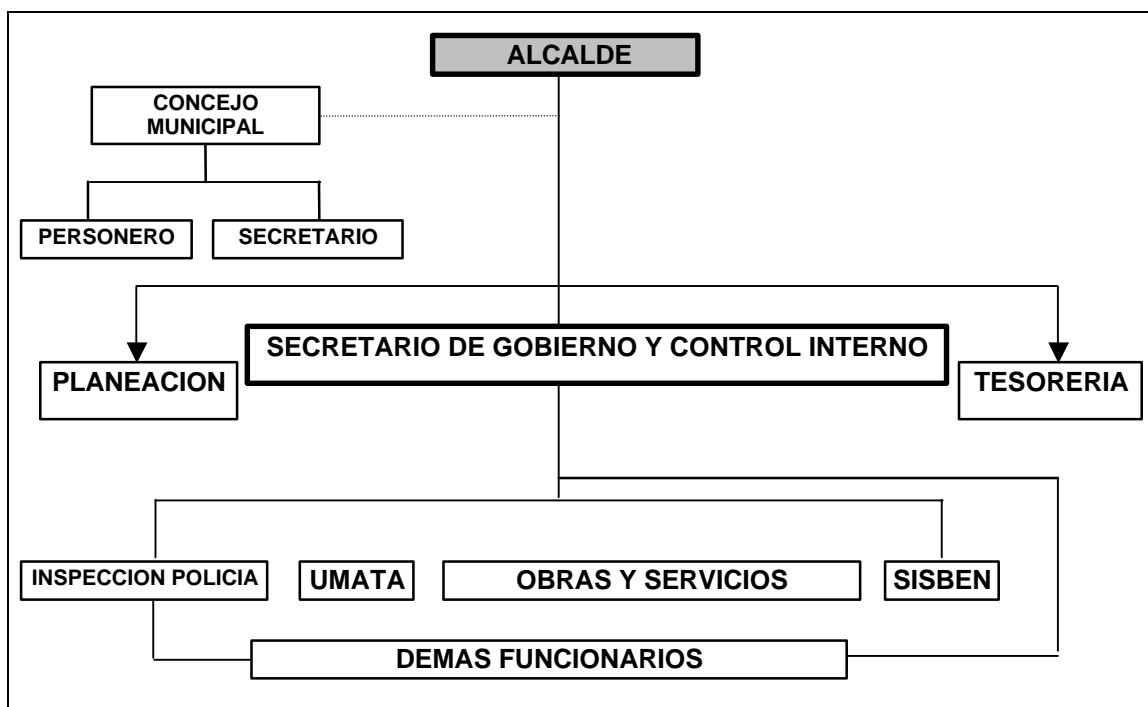 ALCALDE
CONCEJO
MUNICIPAL
PERSONERO
SECRETARIO
SECRETARIO DE GOBIERNO Y CONTROL INTERNO
PLANEACION
TESORERIA
INSPECCION POLICIA
UMATA
OBRAS Y SERVICIOS
SISBEN
DEMAS FUNCIONARIOS